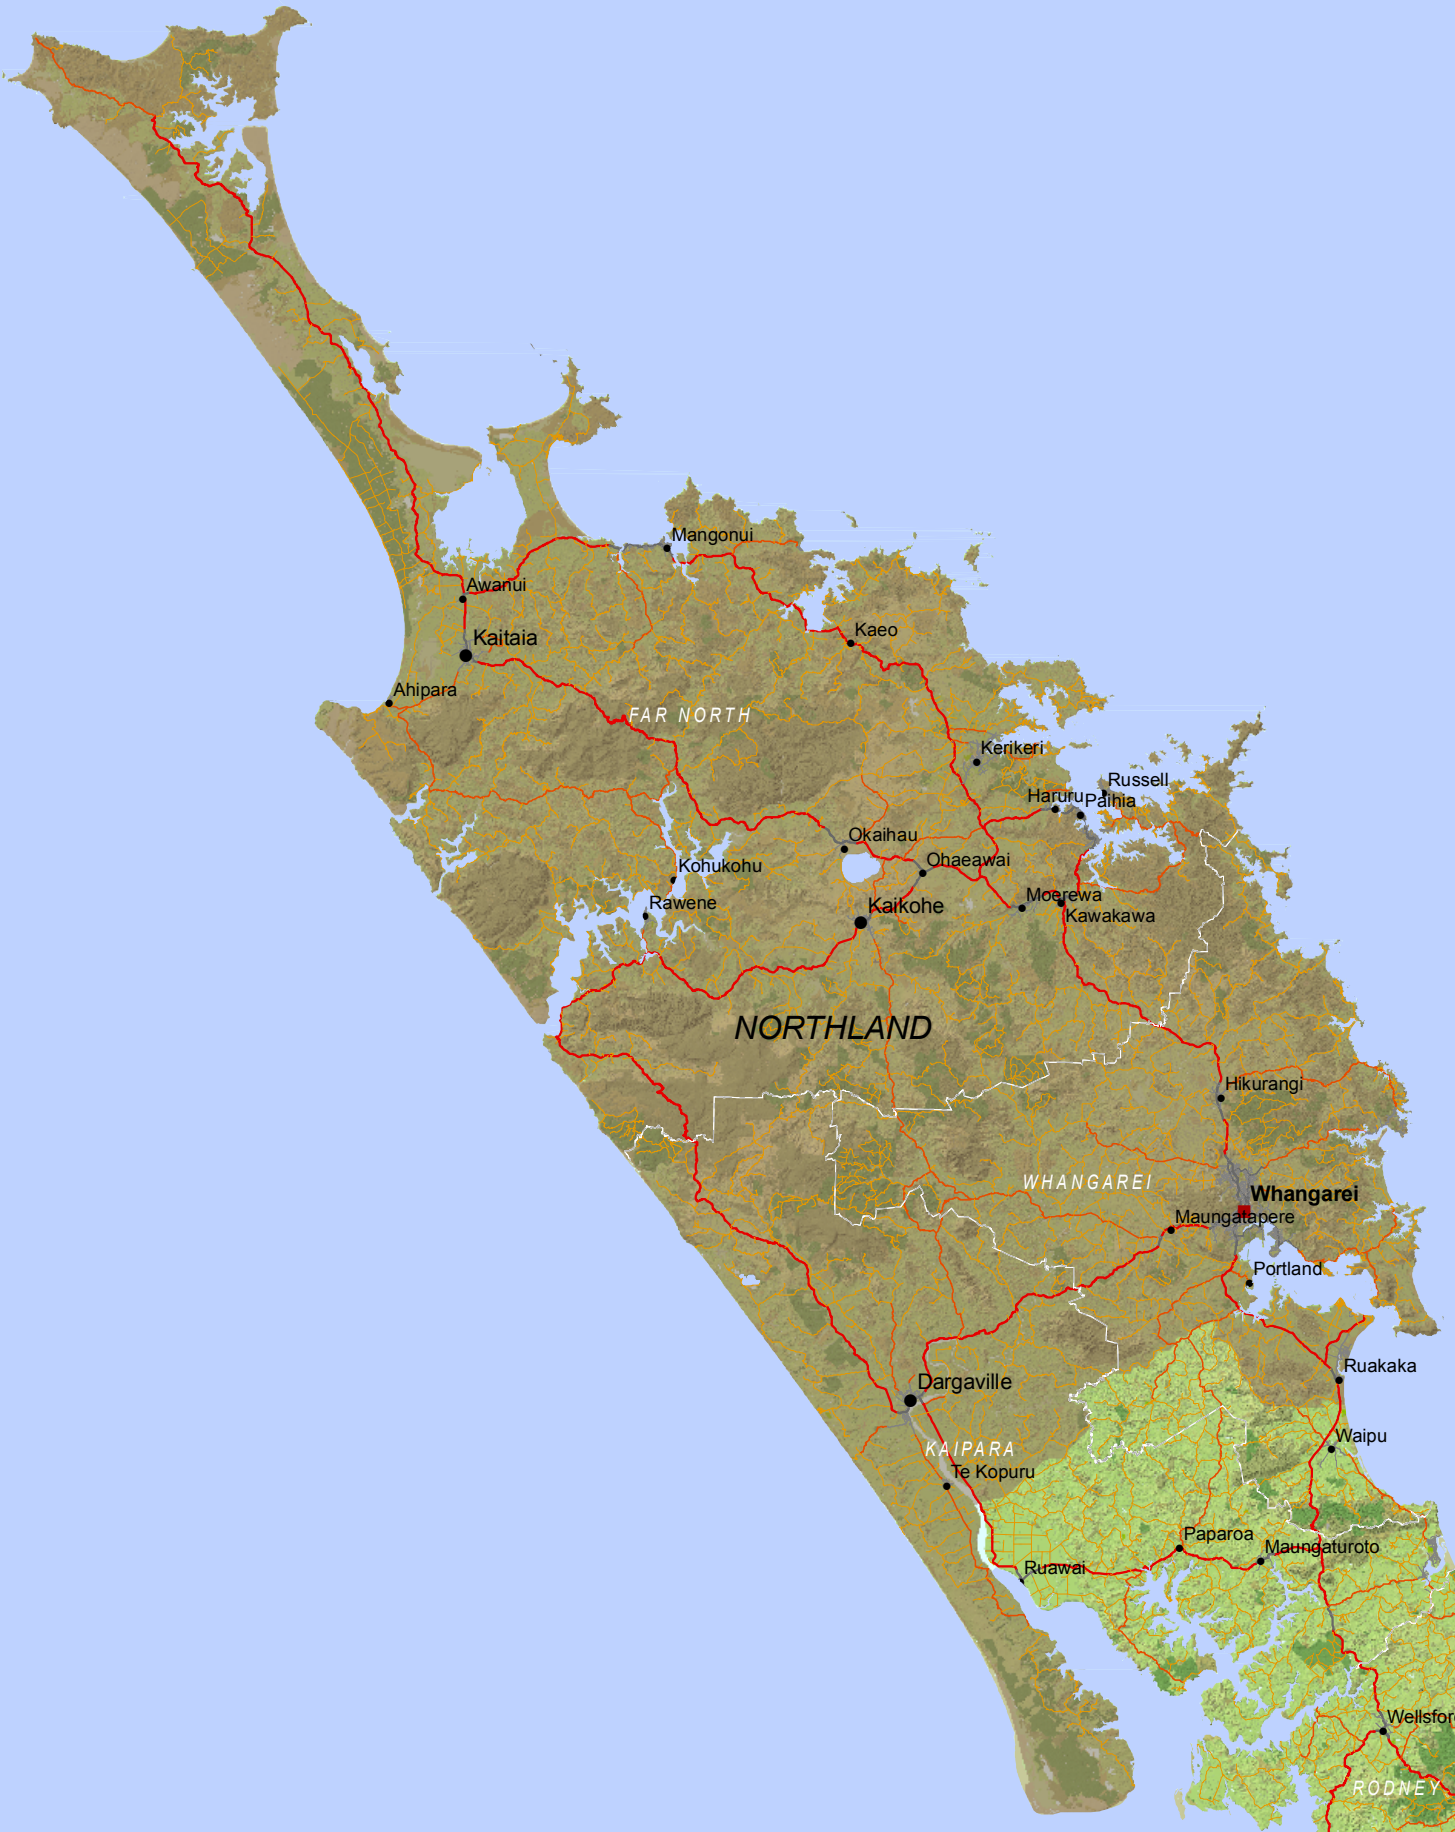 Mangonui
Awanui
Kaitaia
Kaeo
Ahipara
FAR NORTH
Kerikeri
Russell
Haruru
Paihia
Okaihau
Ohaeawai
Kohukohu
Moerewa
Rawene
Kaikohe
Kawakawa
NORTHLAND
Hikurangi
WHANGAREI
Whangarei
Maungatapere
Portland
Ruakaka
Dargaville
Waipu
KAIPARA
Te Kopuru
Paparoa
Maungaturoto
Ruawai
Wellsfor
RODNEY